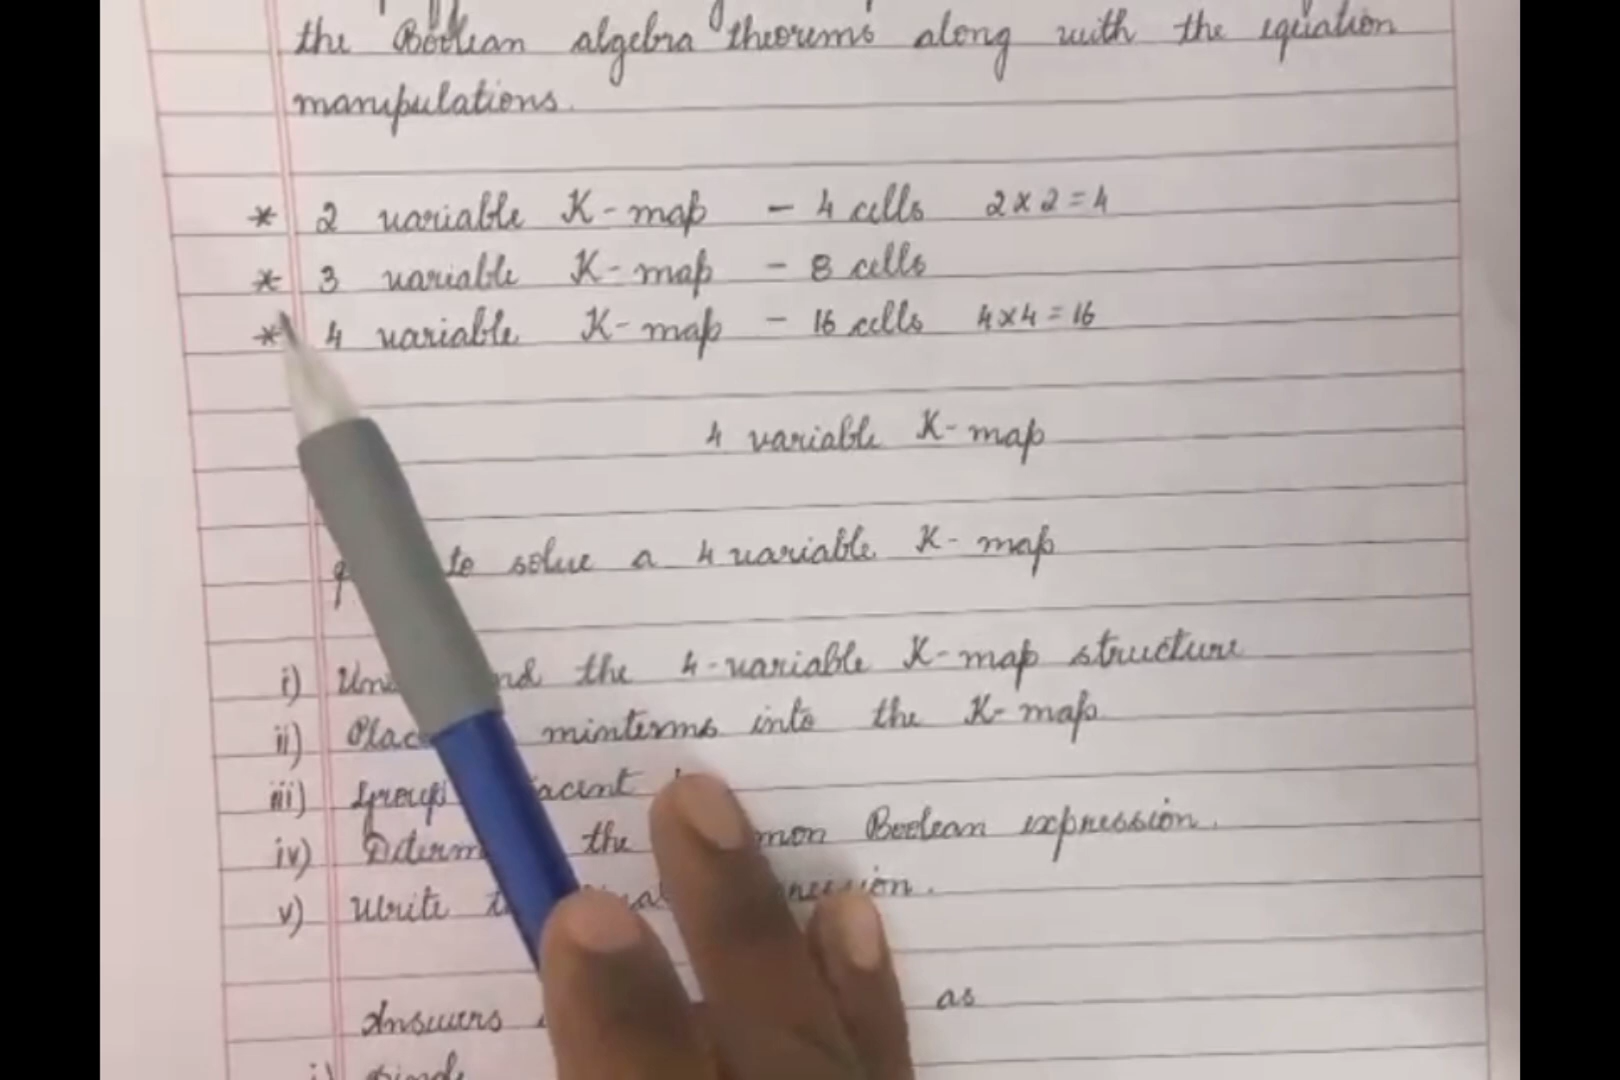 the Boolean algebra theorems along with the equation
manipulations.
* 2 variable K-map - 4 cells 2x2=4
* 3 variable K-map - 8 cells
* 4 variable K-map - 16 cells 4x4=16
4 variable K-map
to solve a 4 variable K-map
i) the 4-variable K-map structure
ii) minterms into the K-map
iii) Group
iv) the Boolean expression.
v) Write
Answers as
i)